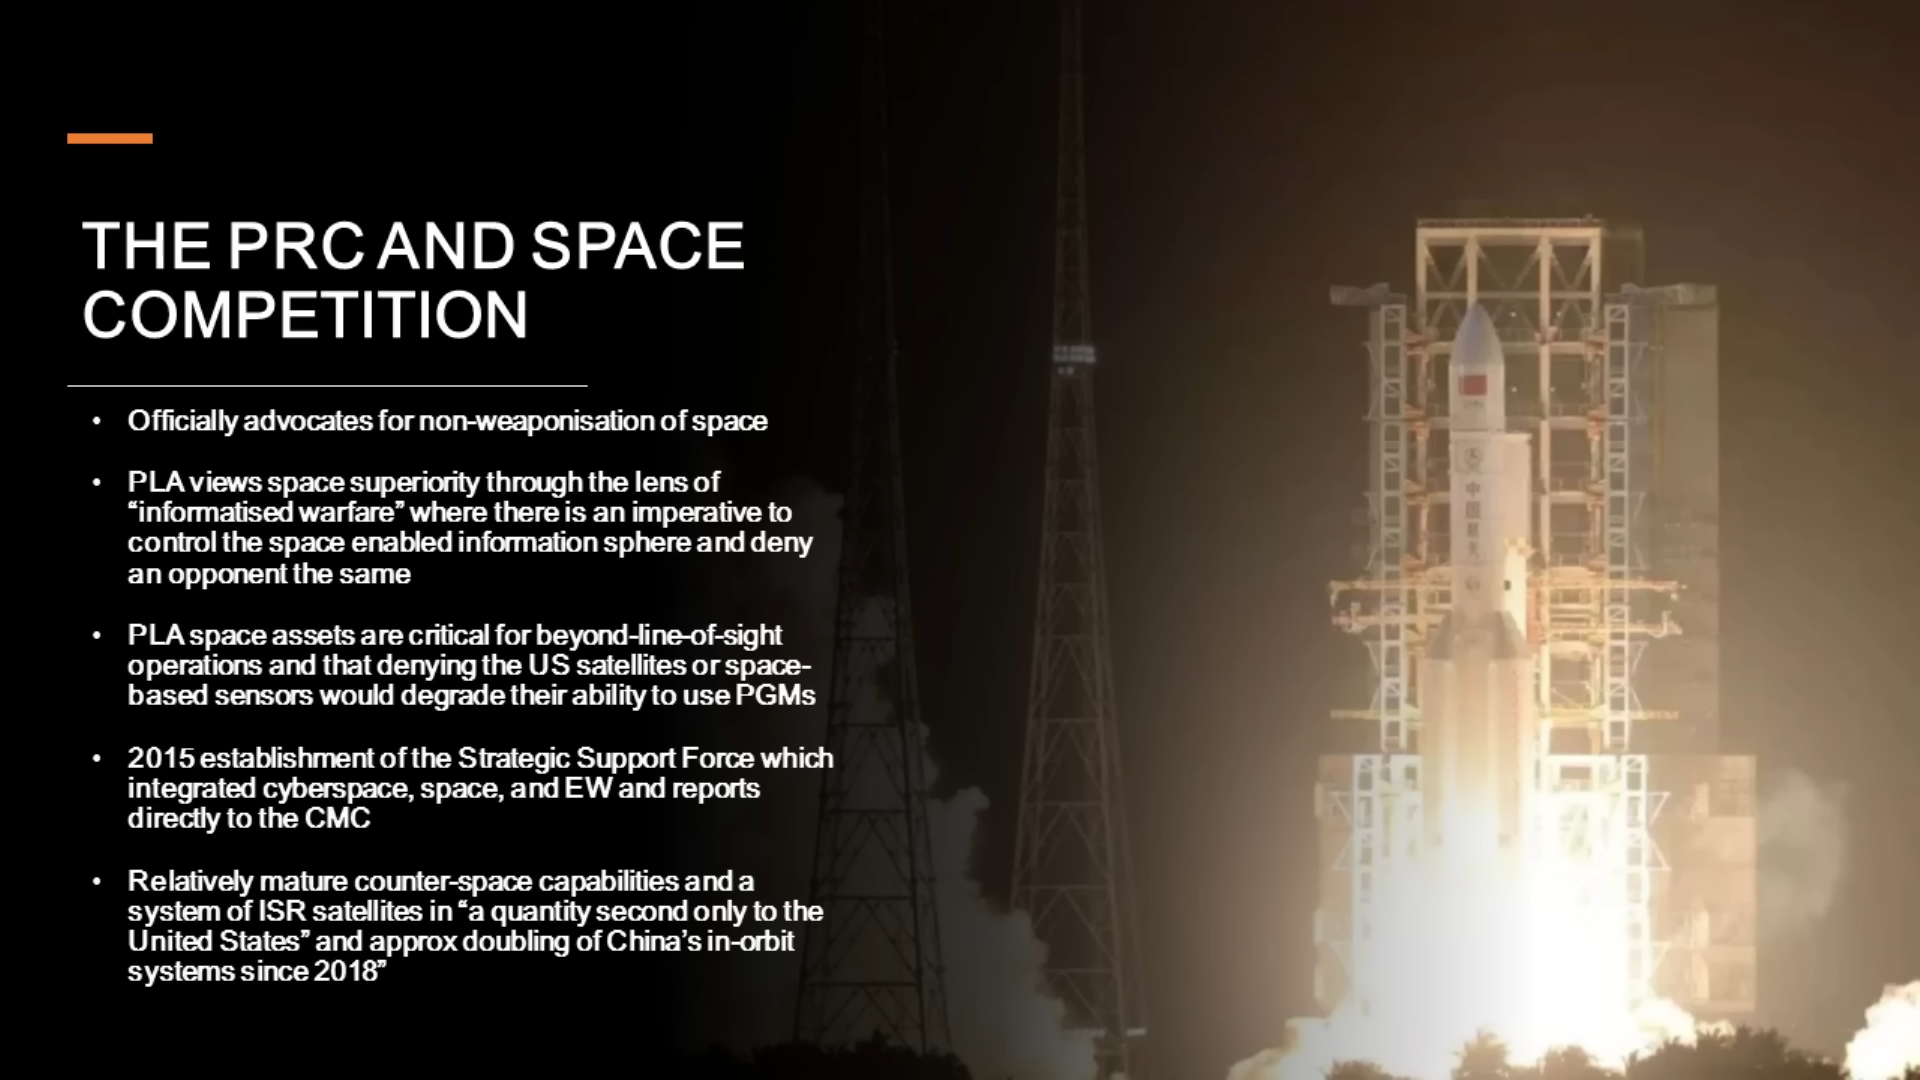 THE PRC AND SPACE
COMPETITION
• Officially advocates for non-weaponisation of space
• PLA views space superiority through the lens of
“informatised warfare” where there is an imperative to
control the space enabled information sphere and deny
an opponent the same
• PLA space assets are critical for beyond-line-of-sight
operations and that denying the US satellites or space-
based sensors would degrade their ability to use PGMs
• 2015 establishment of the Strategic Support Force which
integrated cyberspace, space, and EW and reports
directly to the CMC
• Relatively mature counter-space capabilities and a
system of ISR satellites in “a quantity second only to the
United States” and approx doubling of China’s in-orbit
systems since 2018”
中国航天